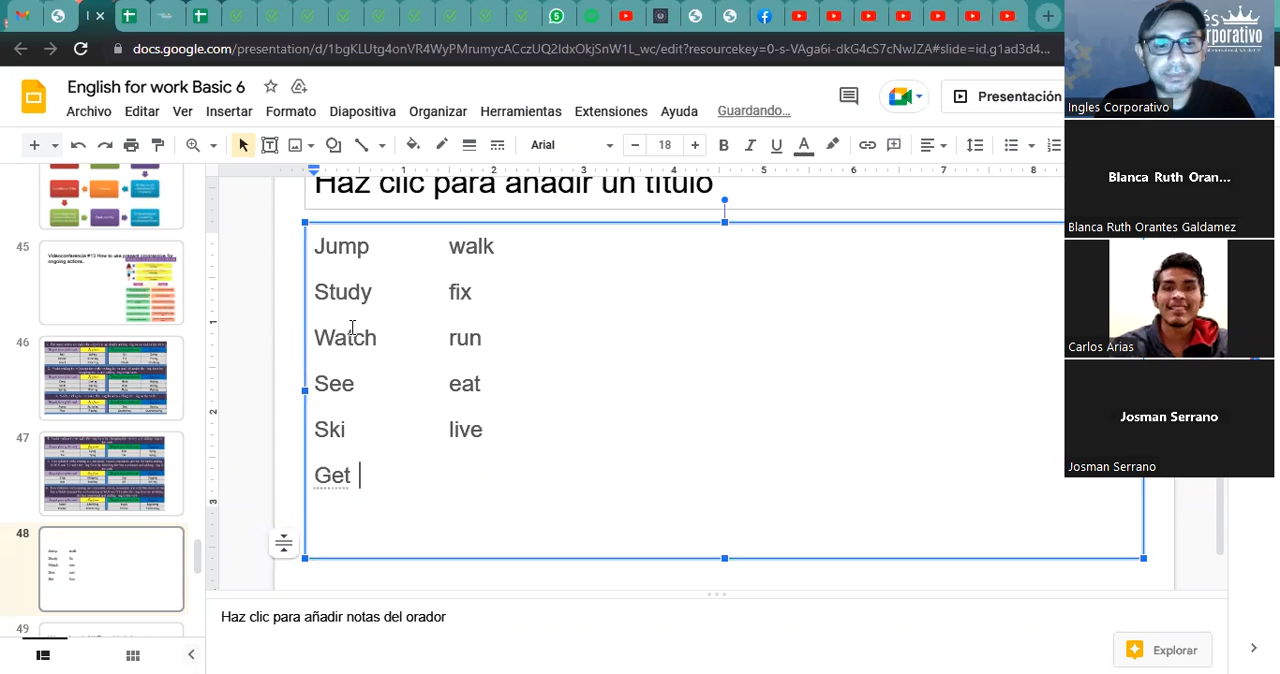 docs.google.com/presentation/d/1bgKLUtg4onVR4WyPMrumycACczUQ2IdxOkjSnW1L_wc/edit?resourcekey=0-s-VAga6i-dkG4cS7cNwJZA#slide=id.g1ad3d4...
English for work Basic 6
Archivo Editar Ver Insertar Formato Diapositiva Organizar Herramientas Extensiones Ayuda Guardando...
Presentación
Arial 18
Haz clic para añadir un título
Jump walk
Study fix
Watch run
See eat
Ski live
Get
45
Videoconferencia #13 How to use present progressive for ongoing actions.
46
47
48
49
Haz clic para añadir notas del orador
Explorar
Ingles Corporativo
Blanca Ruth Oran...
Blanca Ruth Orantes Galdamez
Carlos Arias
Josman Serrano
Josman Serrano